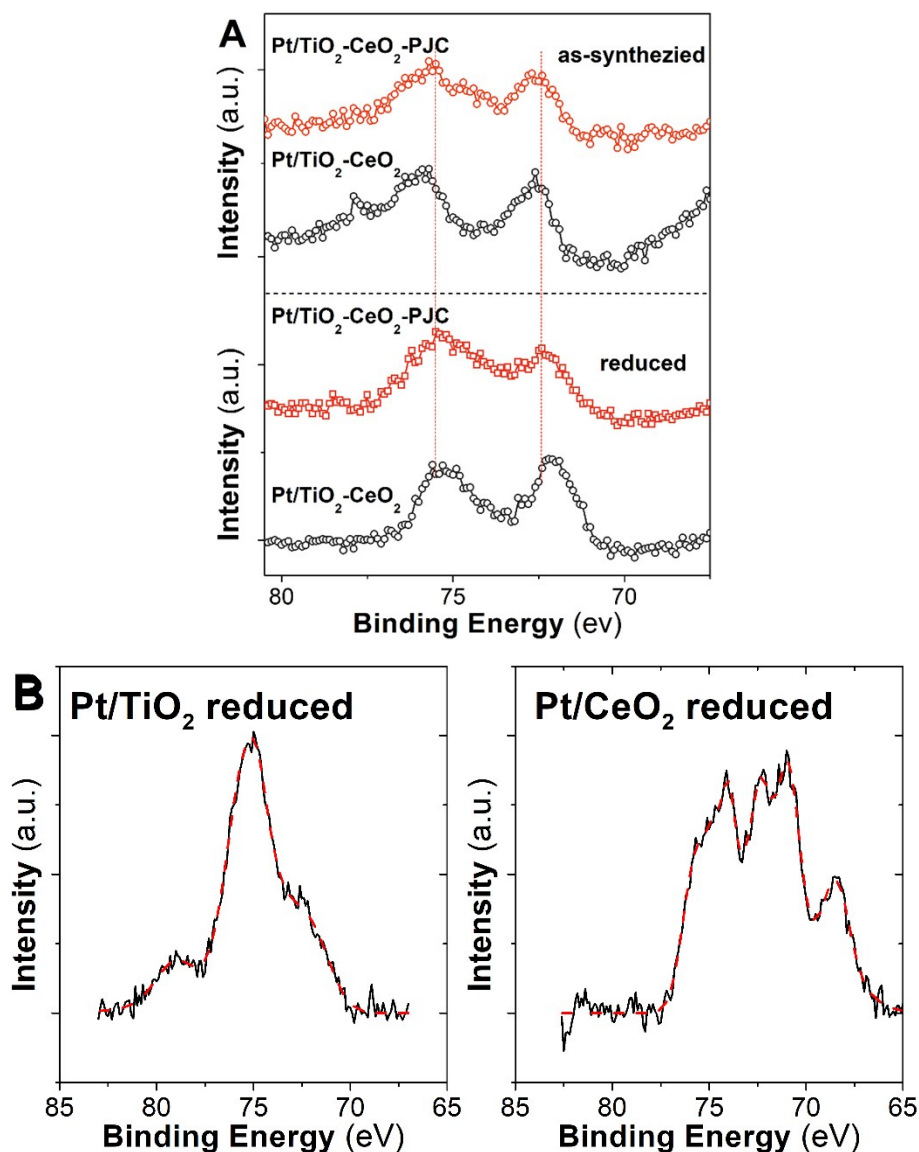 A
Pt/TiO2-CeO2-PJC
as-synthezied
Pt/TiO2-CeO2
Intensity (a.u.)
Pt/TiO2-CeO2-PJC
reduced
Pt/TiO2-CeO2
Intensity (a.u.)
80 75 70
Binding Energy (ev)
B
Pt/TiO2 reduced
Intensity (a.u.)
85 80 75 70 65
Binding Energy (eV)
Pt/CeO2 reduced
Intensity (a.u.)
85 80 75 70 65
Binding Energy (eV)